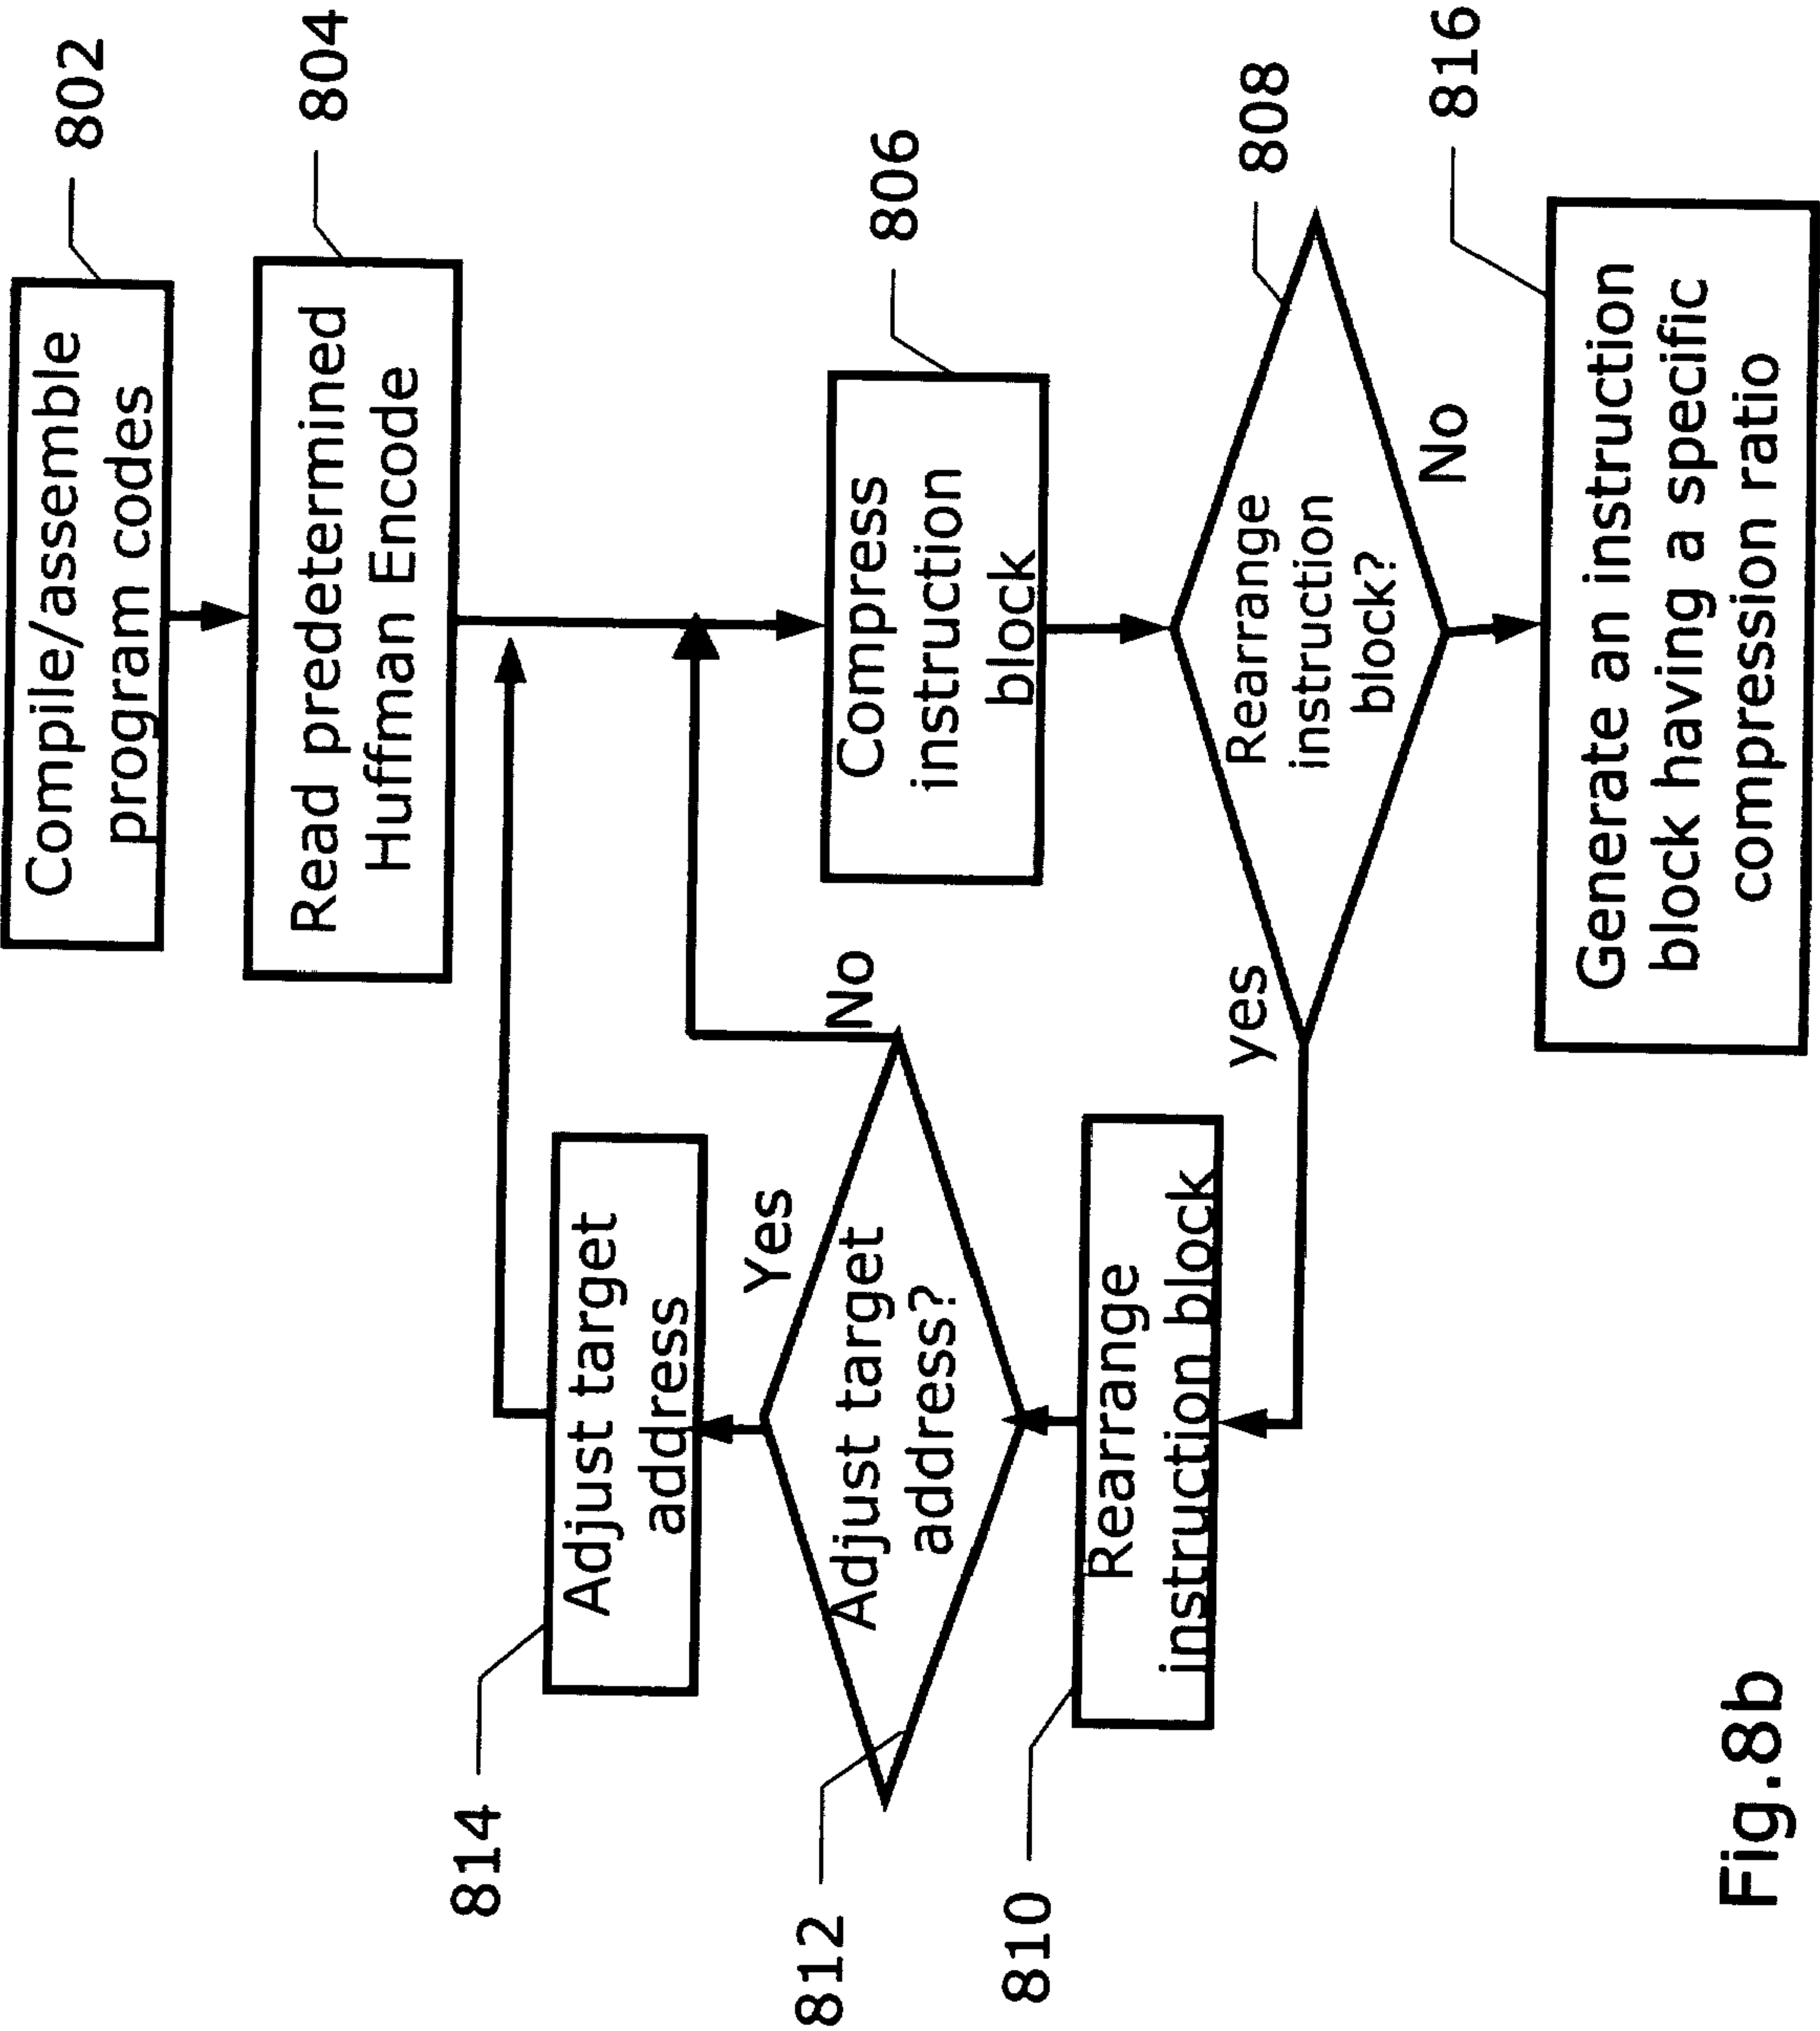 Compile/assemble
program codes
802
Read predetermined
Huffman Encode
804
814
Adjust target
address
Yes
No
812
Adjust target
address?
Compress
instruction
block
806
810
Rearrange
instruction block
yes
Rearrange
instruction
block?
808
No
Generate an instruction
block having a specific
compression ratio
816
Fig.8b